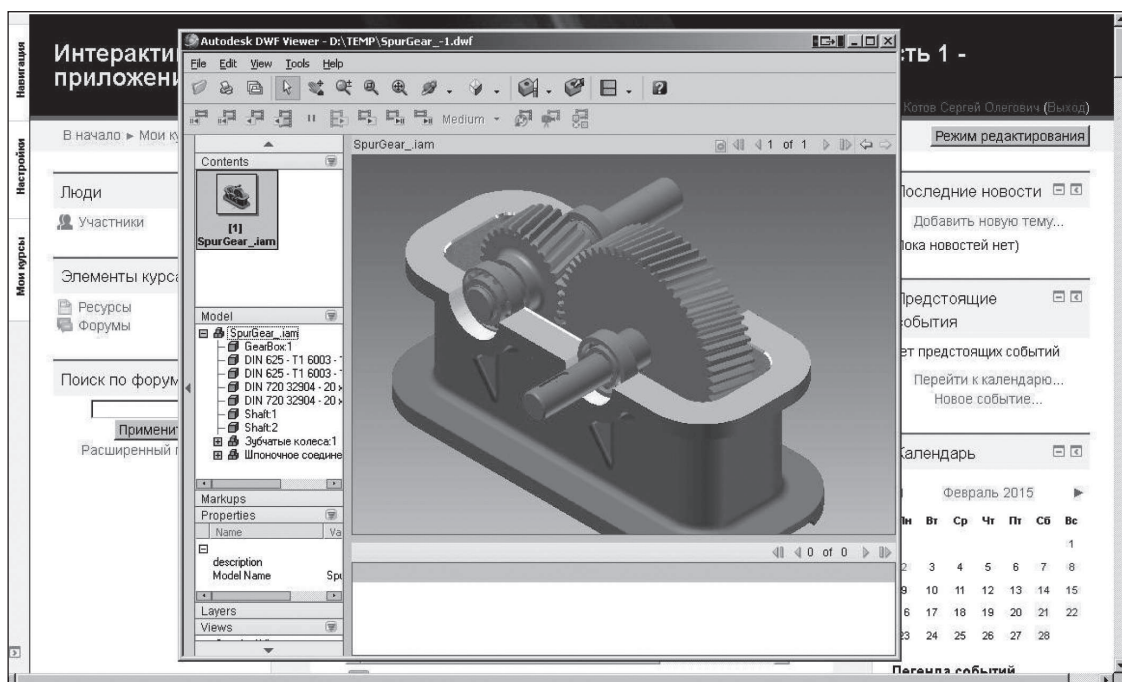 Навигация
Настройки
Мои курсы
Интеракти
приложени
сть 1 -
Котов Сергей Олегович (Выход)
В начало ► Мои к
Режим редактирования
Люди
Участники
Элементы курса
Ресурсы
Форумы
Поиск по форум
Применит
Расширенный
Autodesk DWF Viewer - D:\TEMP\SpurGear_-1.dwf
File Edit View Tools Help
Medium
Contents
[1]
SpurGear_.iam
Model
SpurGear_.iam
GearBox:1
DIN 625 - T1 6003 -
DIN 625 - T1 6003 -
DIN 720 32904 - 20 x
DIN 720 32904 - 20 x
Shaft:1
Shaft:2
Зубчатые колеса:1
Шпоночное соедине
Markups
Properties
Name Va
description
Model Name Spu
Layers
Views
SpurGear_.iam
1 of 1
0 of 0
Последние новости
Добавить новую тему...
(Пока новостей нет)
Предстоящие
события
Нет предстоящих событий
Перейти к календарю...
Новое событие...
Календарь
Февраль 2015 ►
Пн Вт Ср Чт Пт Сб Вс
1
2 3 4 5 6 7 8
9 10 11 12 13 14 15
16 17 18 19 20 21 22
23 24 25 26 27 28
Легенда событий